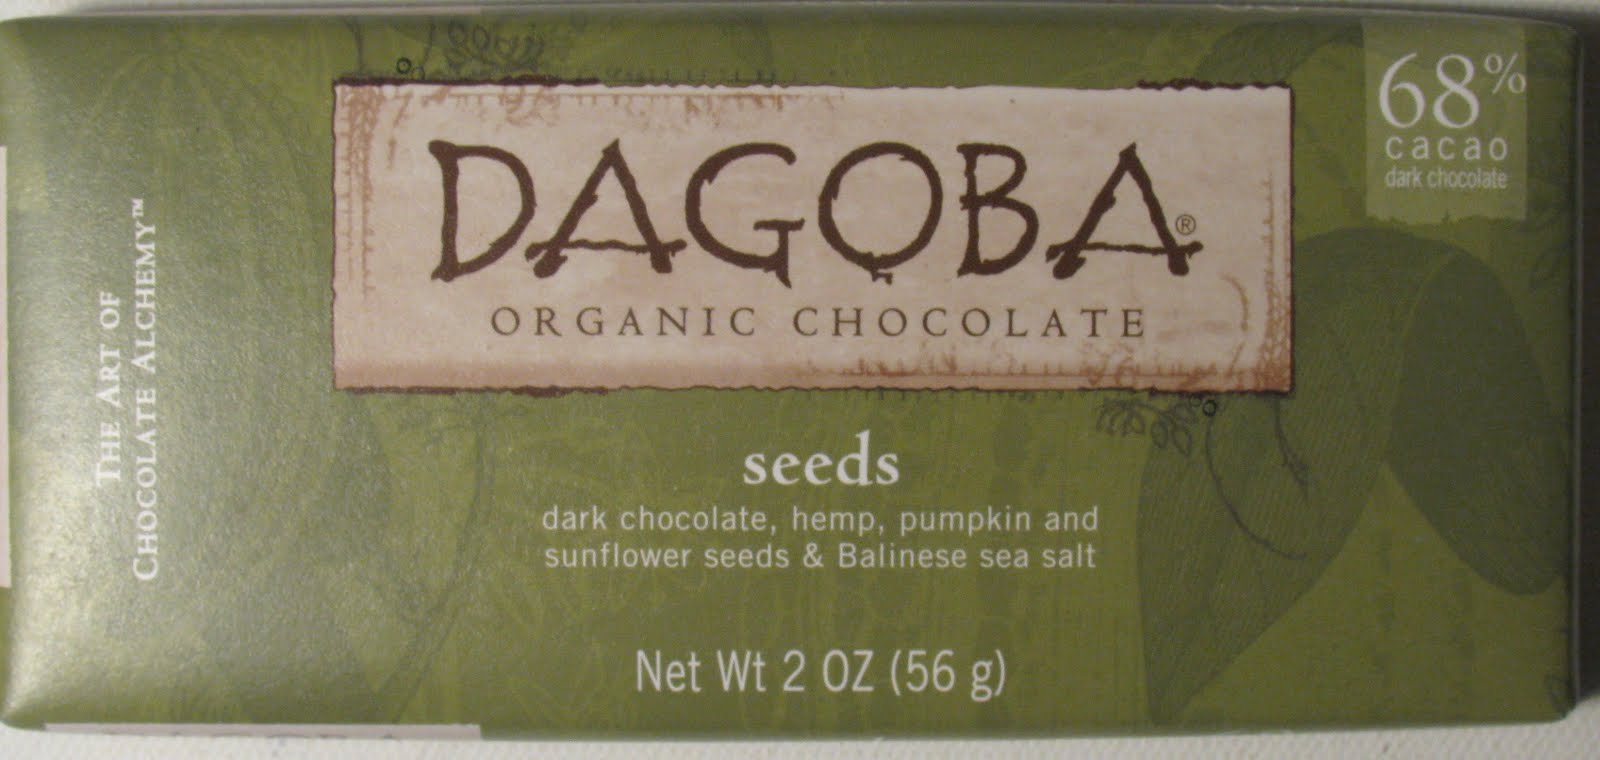 THE ART OF
CHOCOLATE ALCHEMY™
DAGOBA®
ORGANIC CHOCOLATE
68%
cacao
dark chocolate
seeds
dark chocolate, hemp, pumpkin and
sunflower seeds & Balinese sea salt
Net Wt 2 OZ (56 g)